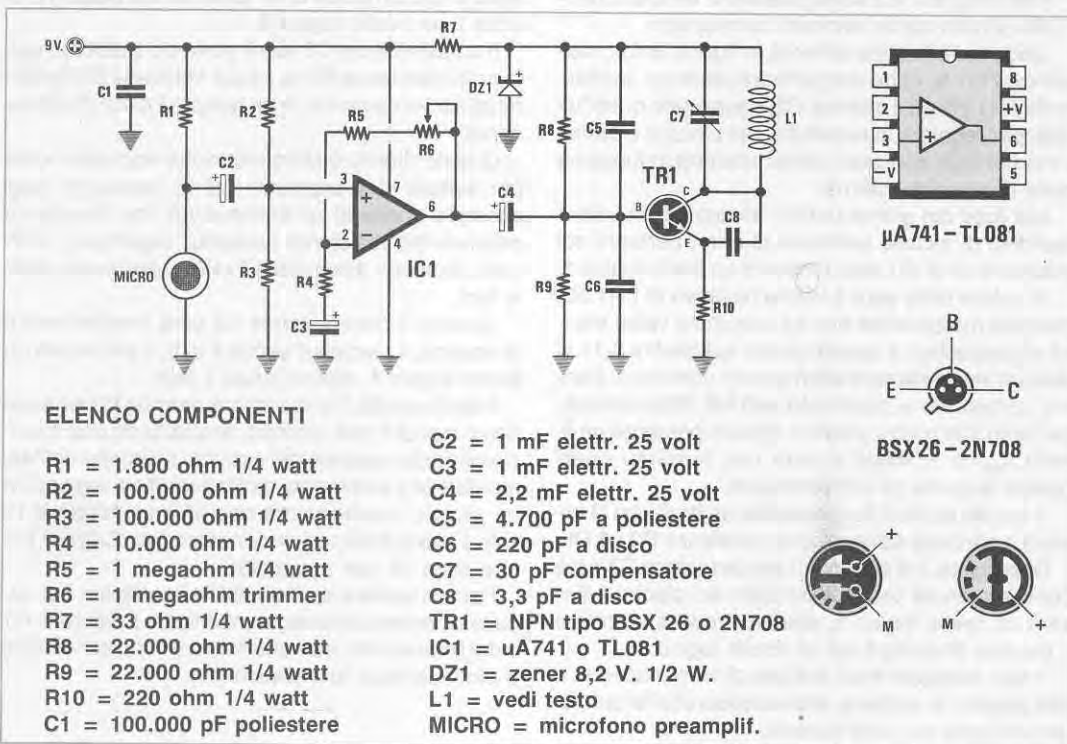 9V.
C1
R1
R2
C2
MICRO
R3
R4
C3
R5
R6
3
2
7
6
4
IC1
R7
DZ1
C4
R8
R9
C5
C6
C7
L1
TR1
B
C
E
C8
R10
1
2
3
-V
8
+V
6
5
µA741-TL081
B
E
C
BSX26-2N708
+
M
M
+
ELENCO COMPONENTI
R1 = 1.800 ohm 1/4 watt
R2 = 100.000 ohm 1/4 watt
R3 = 100.000 ohm 1/4 watt
R4 = 10.000 ohm 1/4 watt
R5 = 1 megaohm 1/4 watt
R6 = 1 megaohm trimmer
R7 = 33 ohm 1/4 watt
R8 = 22.000 ohm 1/4 watt
R9 = 22.000 ohm 1/4 watt
R10 = 220 ohm 1/4 watt
C1 = 100.000 pF poliestere
C2 = 1 mF elettr. 25 volt
C3 = 1 mF elettr. 25 volt
C4 = 2,2 mF elettr. 25 volt
C5 = 4.700 pF a poliestere
C6 = 220 pF a disco
C7 = 30 pF compensatore
C8 = 3,3 pF a disco
TR1 = NPN tipo BSX 26 o 2N708
IC1 = uA741 o TL081
DZ1 = zener 8,2 V. 1/2 W.
L1 = vedi testo
MICRO = microfono preamplif.